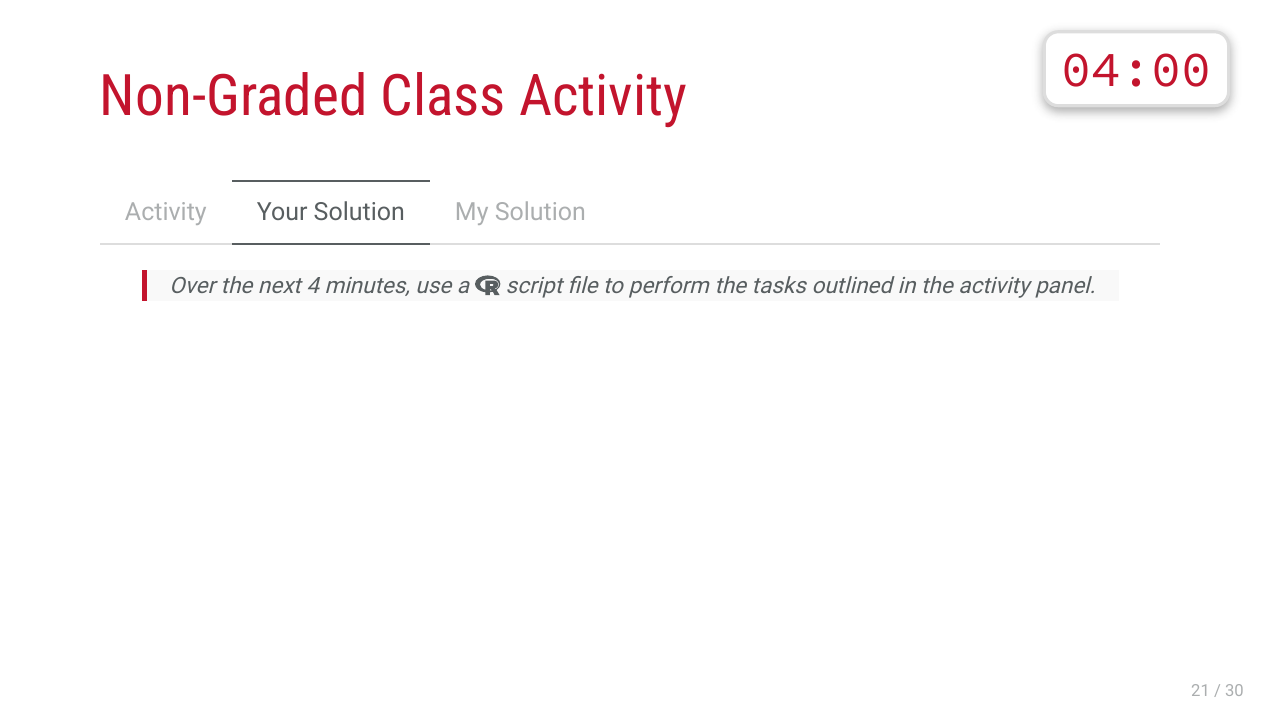 Non-Graded Class Activity
04:00
Activity Your Solution My Solution
Over the next 4 minutes, use a R script file to perform the tasks outlined in the activity panel.
21 / 30